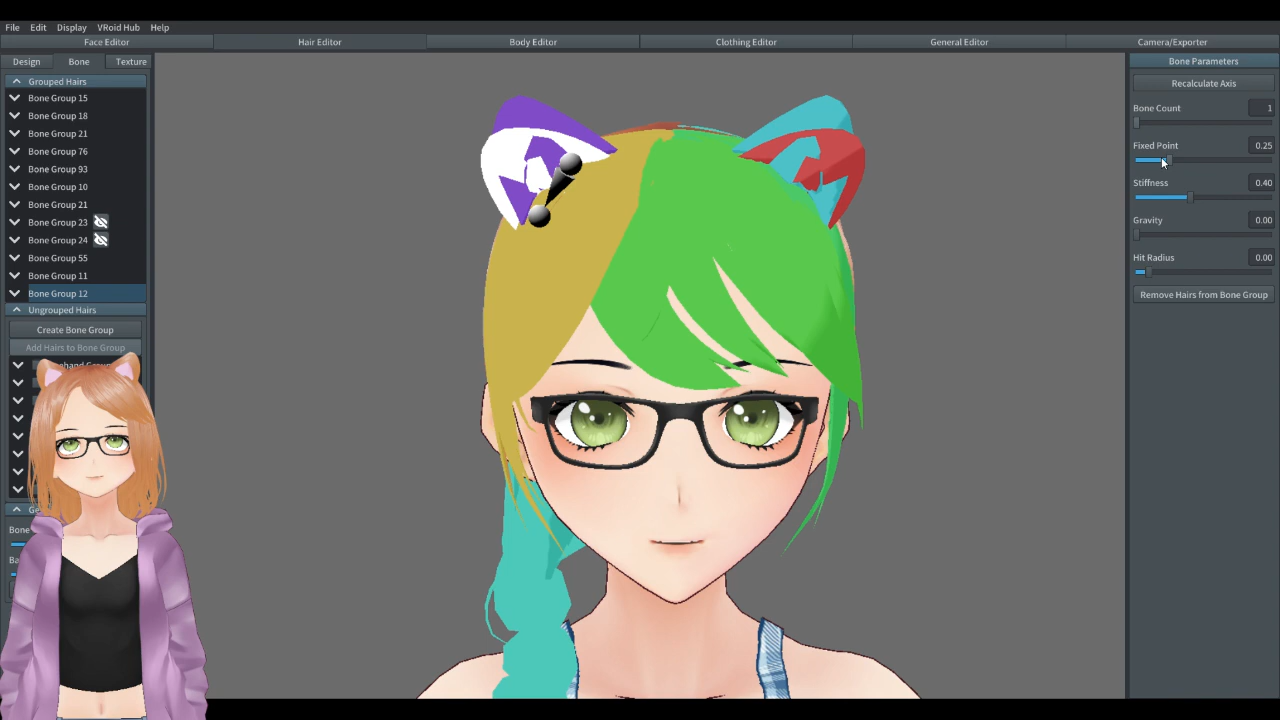 File Edit Display VRoid Hub Help
Face Editor Hair Editor Body Editor Clothing Editor General Editor Camera/Exporter
Design Bone Texture
Grouped Hairs
Bone Group 15
Bone Group 18
Bone Group 21
Bone Group 76
Bone Group 93
Bone Group 10
Bone Group 21
Bone Group 23
Bone Group 24
Bone Group 55
Bone Group 11
Bone Group 12
Ungrouped Hairs
Create Bone Group
Add Hairs to Bone Group
Bone
Bone Parameters
Recalculate Axis
Bone Count 1
Fixed Point 0.25
Stiffness 0.40
Gravity 0.00
Hit Radius 0.00
Remove Hairs from Bone Group